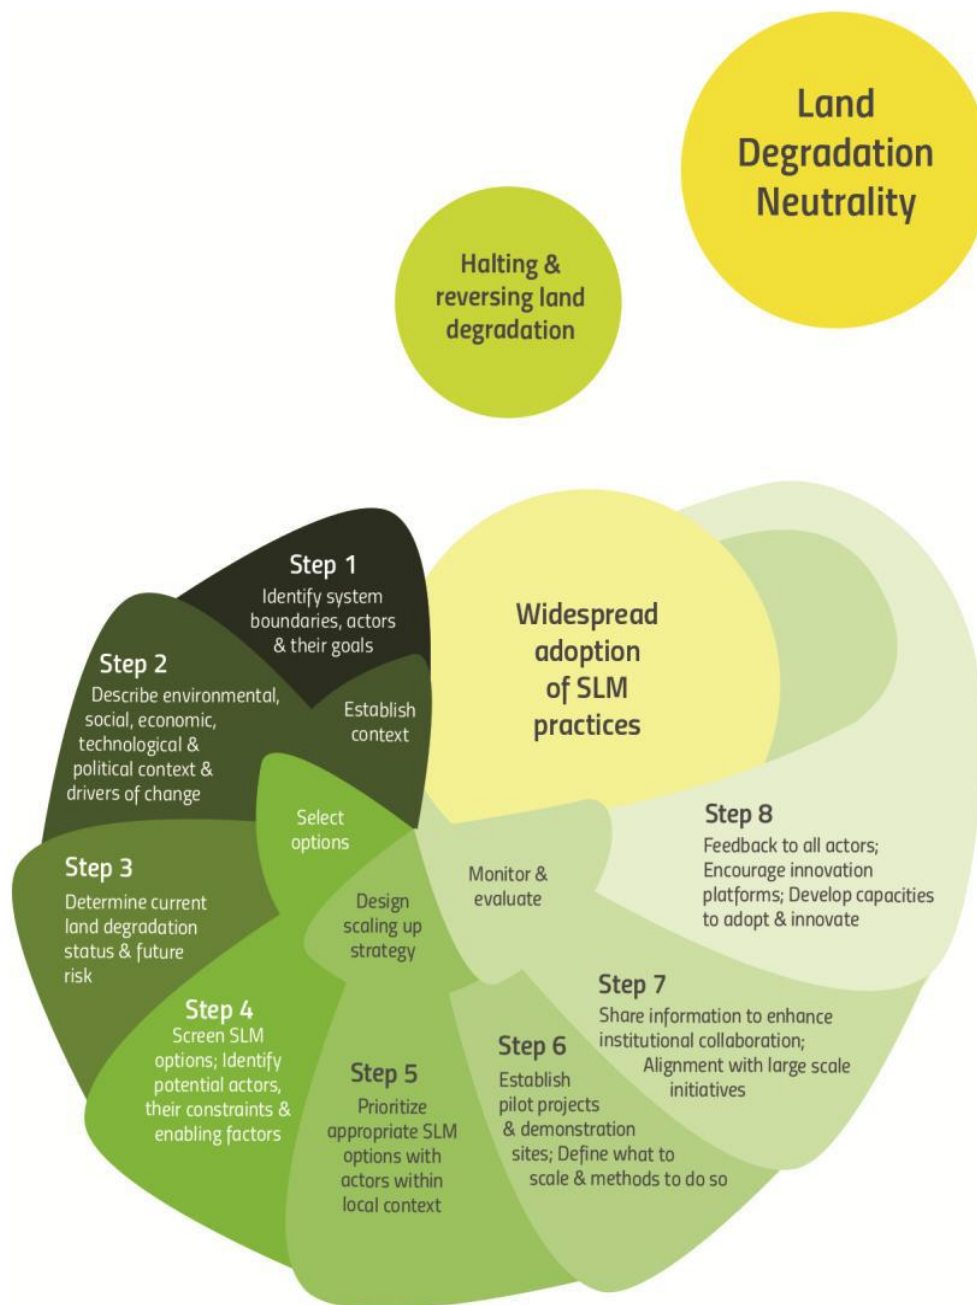 Land
Degradation
Neutrality
Halting &
reversing land
degradation
Widespread
adoption
of SLM
practices
Step 1
Identify system
boundaries, actors
& their goals
Establish
context
Step 2
Describe environmental,
social, economic,
technological &
political context &
drivers of change
Select
options
Step 3
Determine current
land degradation
status & future
risk
Step 4
Screen SLM
options; Identify
potential actors,
their constraints &
enabling factors
Design
scaling up
strategy
Step 5
Prioritize
appropriate SLM
options with
actors within
local context
Monitor &
evaluate
Step 6
Establish
pilot projects
& demonstration
sites; Define what to
scale & methods to do so
Step 7
Share information to enhance
institutional collaboration;
Alignment with large scale
initiatives
Step 8
Feedback to all actors;
Encourage innovation
platforms; Develop capacities
to adopt & innovate